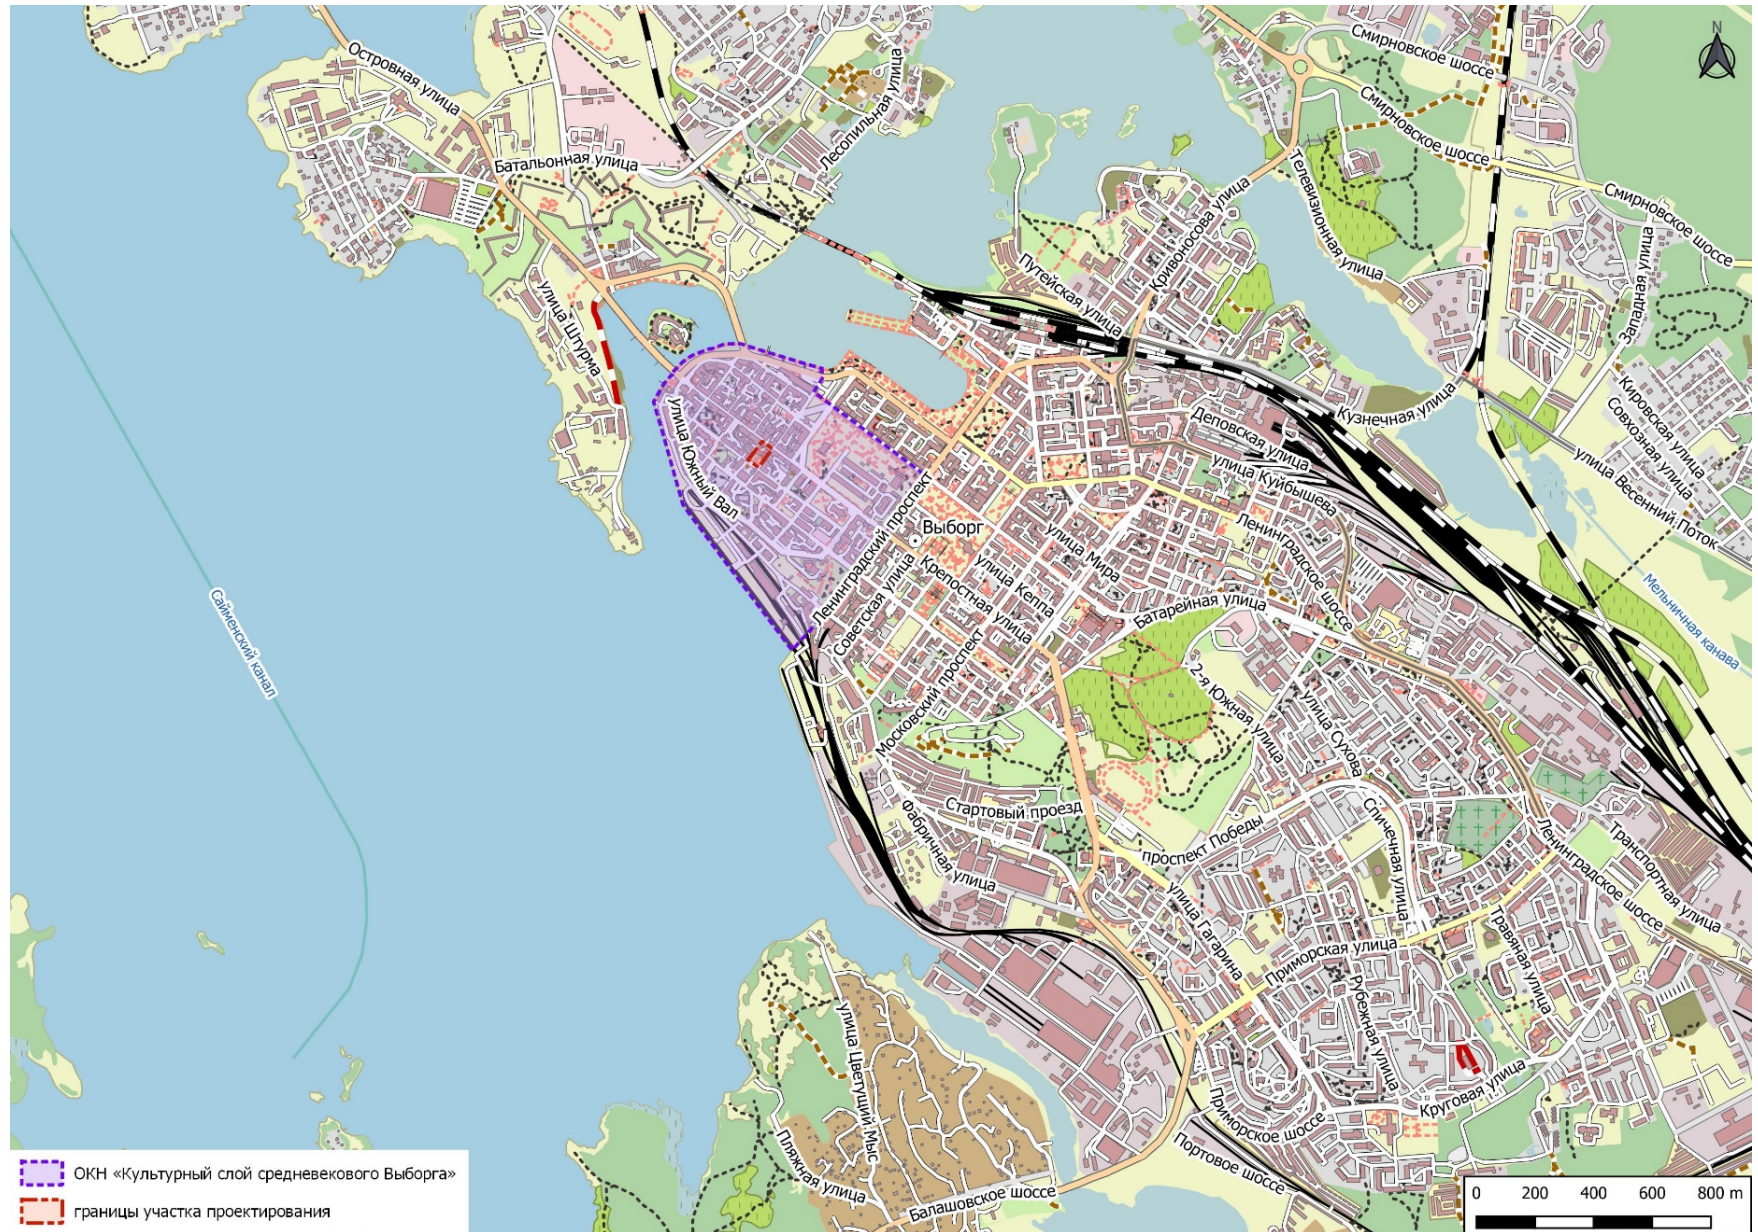 N
Смирновское шоссе
Островная улица
Лесопильная улица
Смирновское шоссе
Батальонная улица
Телевизионная улица
Смирновское шоссе
Кривоносова улица
Путейская улица
Западная улица
улица Штурма
Кузнечная улица
Кировская улица
Совхозная улица
Деповская улица
улица Южный Вал
улица Куйбышева
улица Весенний Поток
Ленинградский проспект
Выборг
улица Мира
Ленинградское шоссе
улица Кеппа
Крепостная улица
Советская улица
Батарейная улица
Мельничная канава
Сайменский канал
Московский проспект
2-я Южная улица
улица Сухова
Стартовый проезд
Фабричная улица
проспект Победы
Спичечная улица
Ленинградское шоссе
Транспортная улица
улица Гагарина
Приморская улица
Травяная улица
Рубежная улица
улица Цветущий Мыс
Круговая улица
Приморское шоссе
Портовое шоссе
Пляжная улица
Балашовское шоссе
ОКН «Культурный слой средневекового Выборга»
границы участка проектирования
0 200 400 600 800 m